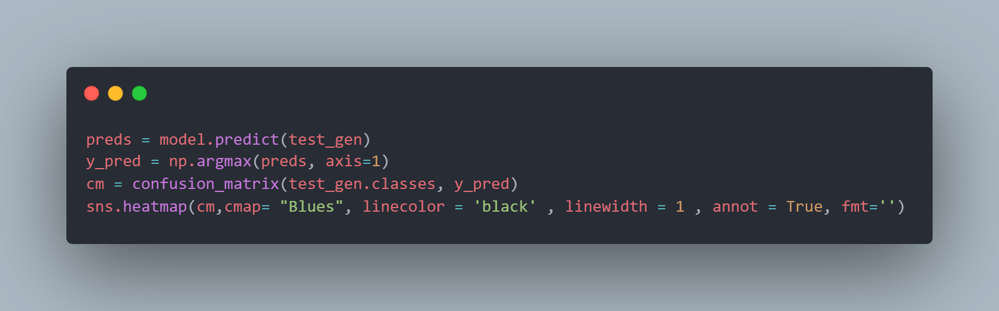 preds = model.predict(test_gen)
y_pred = np.argmax(preds, axis=1)
cm = confusion_matrix(test_gen.classes, y_pred)
sns.heatmap(cm,cmap= "Blues", linecolor = 'black' , linewidth = 1 , annot = True, fmt='')